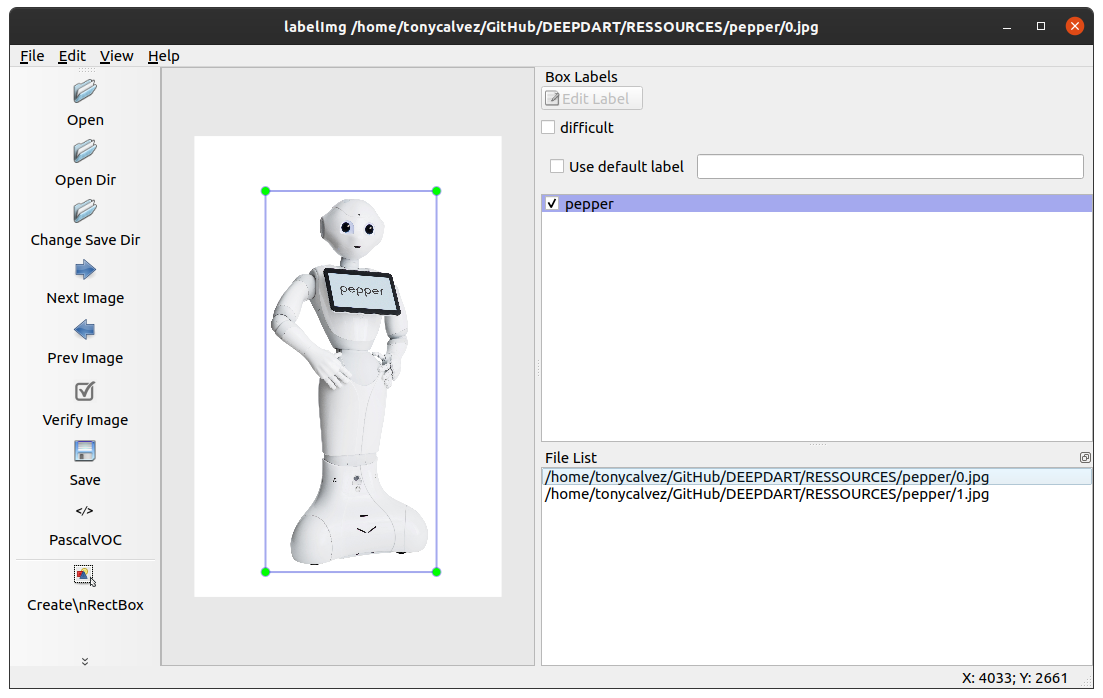 labelImg /home/tonycalvez/GitHub/DEEPDART/RESSOURCES/pepper/0.jpg
File Edit View Help
Open
Open Dir
Change Save Dir
Next Image
Prev Image
Verify Image
Save
</>
PascalVOC
Create\nRectBox
pepper
Box Labels
Edit Label
difficult
Use default label
pepper
File List
/home/tonycalvez/GitHub/DEEPDART/RESSOURCES/pepper/0.jpg
/home/tonycalvez/GitHub/DEEPDART/RESSOURCES/pepper/1.jpg
X: 4033; Y: 2661